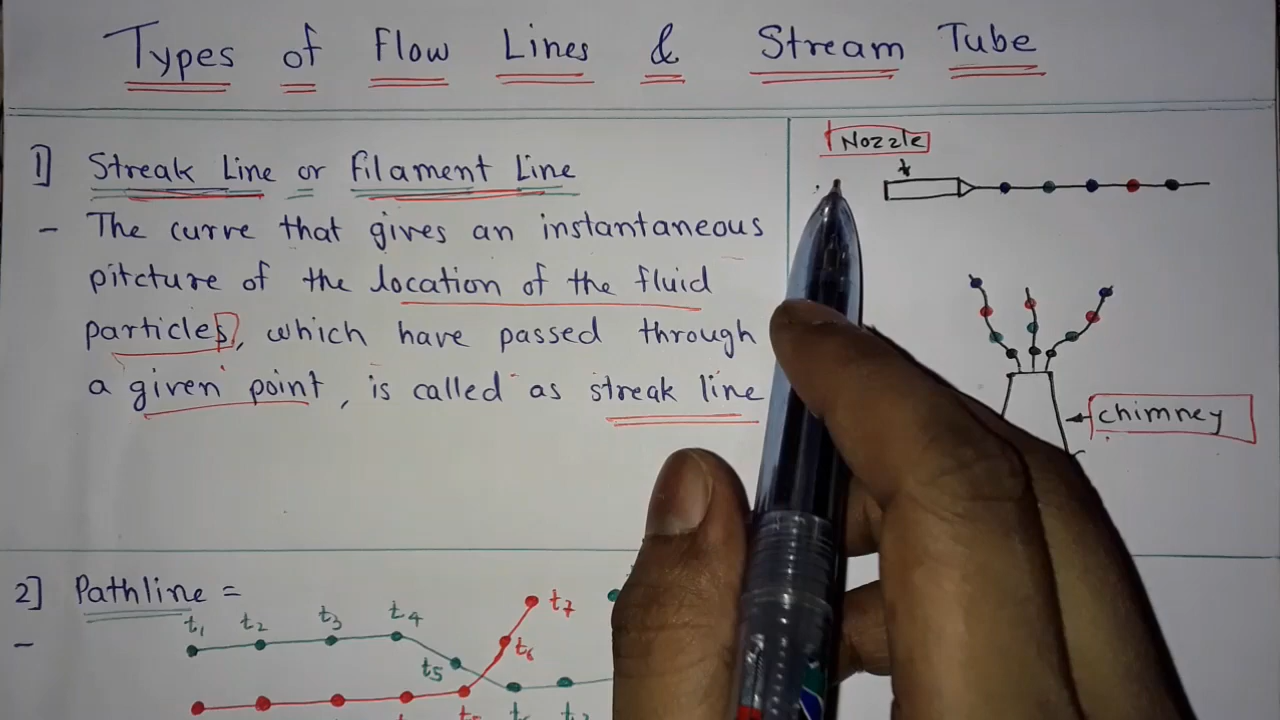 Types of Flow Lines & Stream Tube
1] Streak Line or Filament Line
- The curve that gives an instantaneous
pitcture of the location of the fluid
particles, which have passed through
a given point, is called as streak line
Nozzle
chimney
2] Pathline =
-
t1 t2 t3 t4
t5
t6
t7